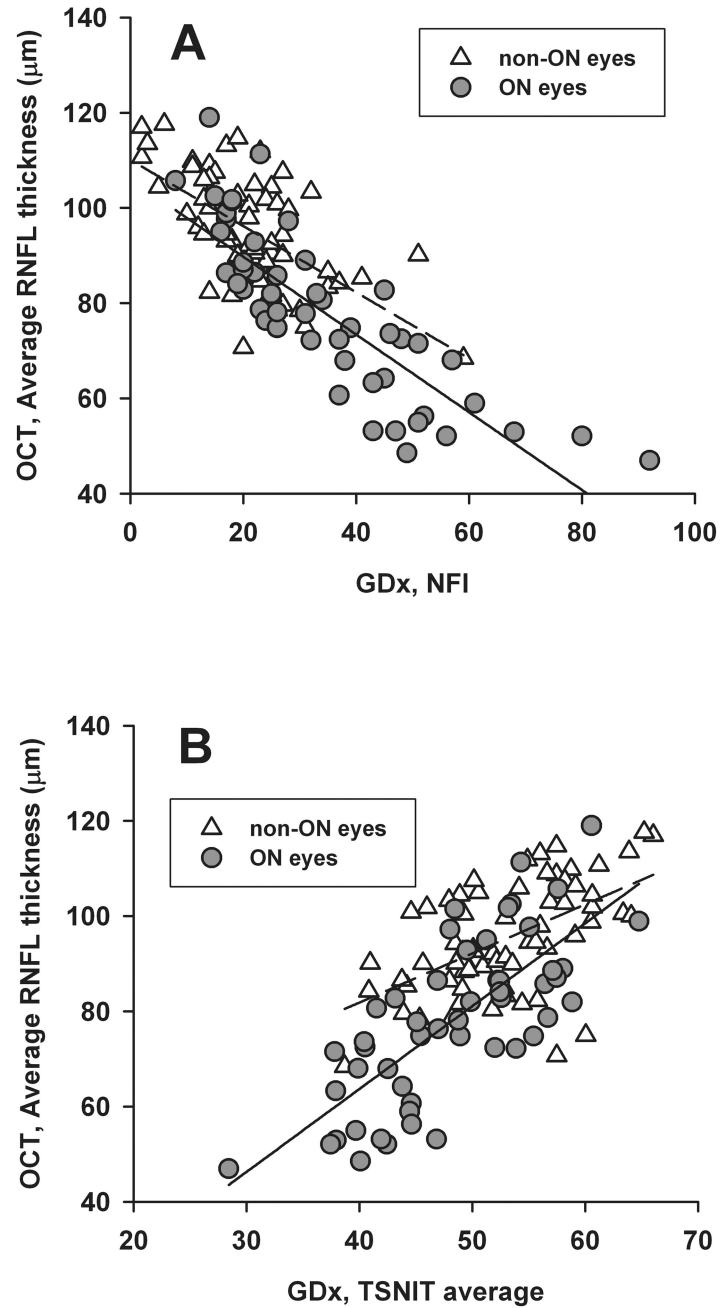 A
non-ON eyes
ON eyes
OCT, Average RNFL thickness (μm)
140
120
100
80
60
40
0 20 40 60 80 100
GDx, NFI
B
non-ON eyes
ON eyes
OCT, Average RNFL thickness (μm)
140
120
100
80
60
40
20 30 40 50 60 70
GDx, TSNIT average